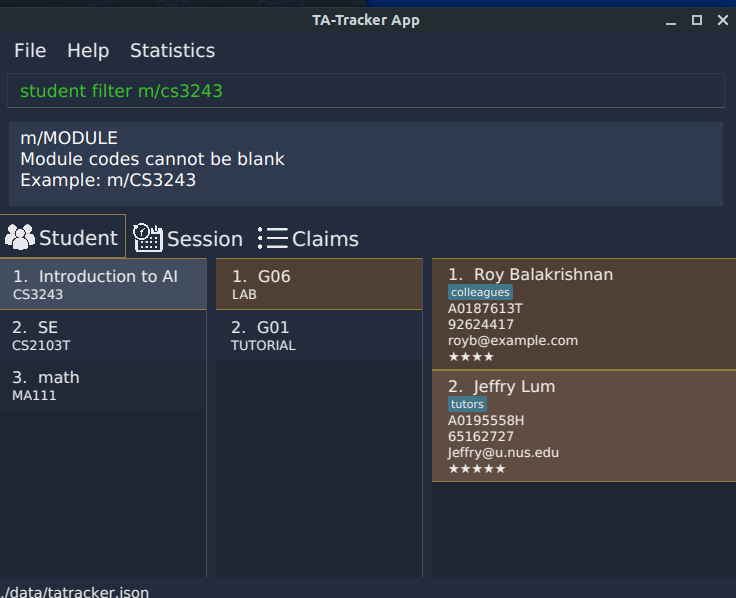 TA-Tracker App
File Help Statistics
student filter m/cs3243
m/MODULE
Module codes cannot be blank
Example: m/CS3243
Student Session Claims
1. Introduction to AI
CS3243
2. SE
CS2103T
3. math
MA111
1. G06
LAB
2. G01
TUTORIAL
1. Roy Balakrishnan
colleagues
A0187613T
92624417
royb@example.com
★★★★
2. Jeffry Lum
tutors
A0195558H
65162727
Jeffry@u.nus.edu
★★★★★
./data/tatracker.json